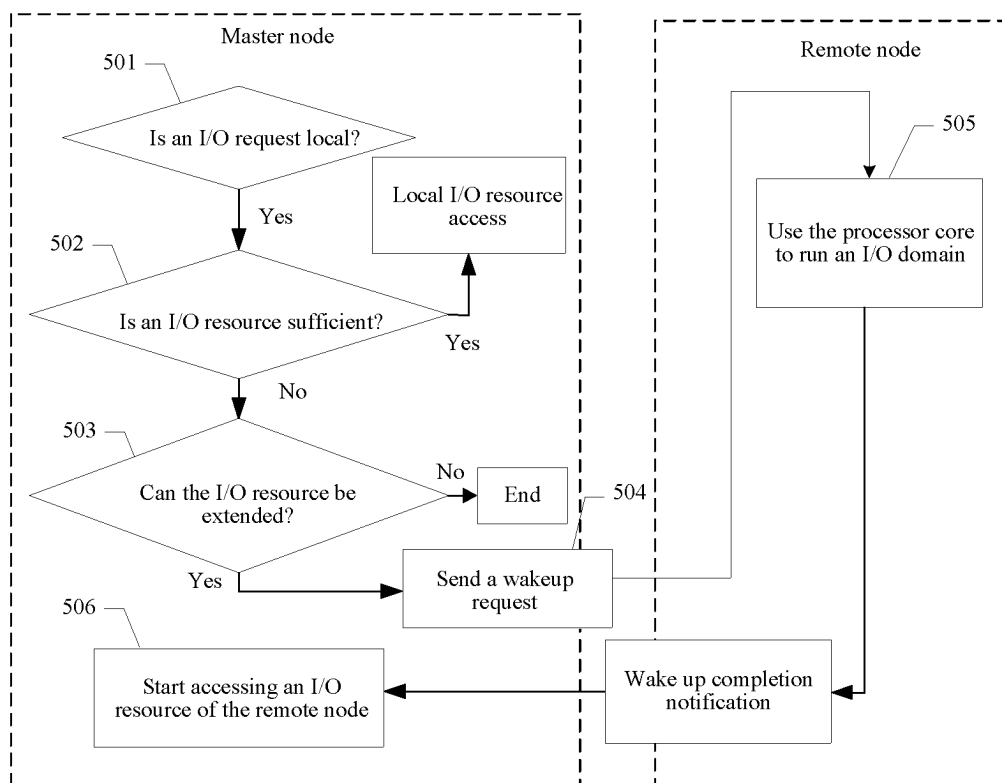 Master node
Remote node
501
Is an I/O request local?
505
Local I/O resource
access
Yes
502
Use the processor core
to run an I/O domain
Is an I/O resource sufficient?
Yes
No
503
Can the I/O resource be
extended?
No
End
504
Yes
Send a wakeup
request
506
Start accessing an I/O
resource of the remote node
Wake up completion
notification